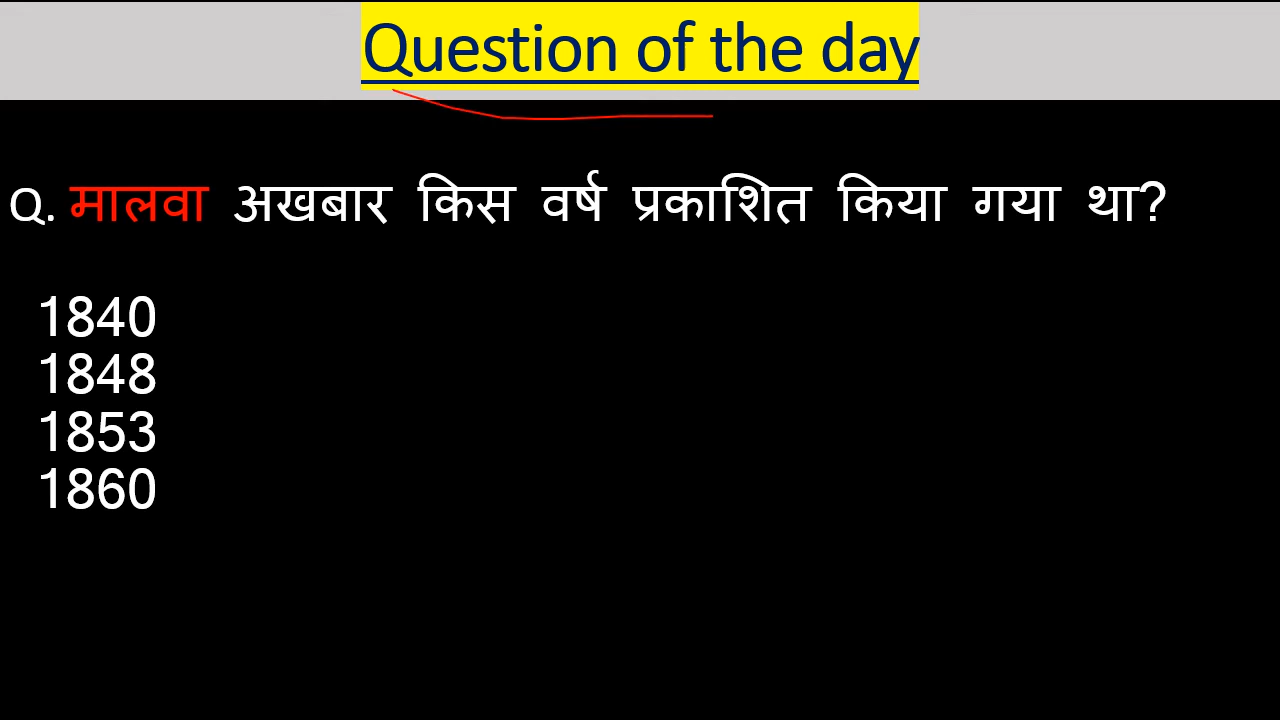 Question of the day
Q. मालवा अखबार किस वर्ष प्रकाशित किया गया था?
1840
1848
1853
1860